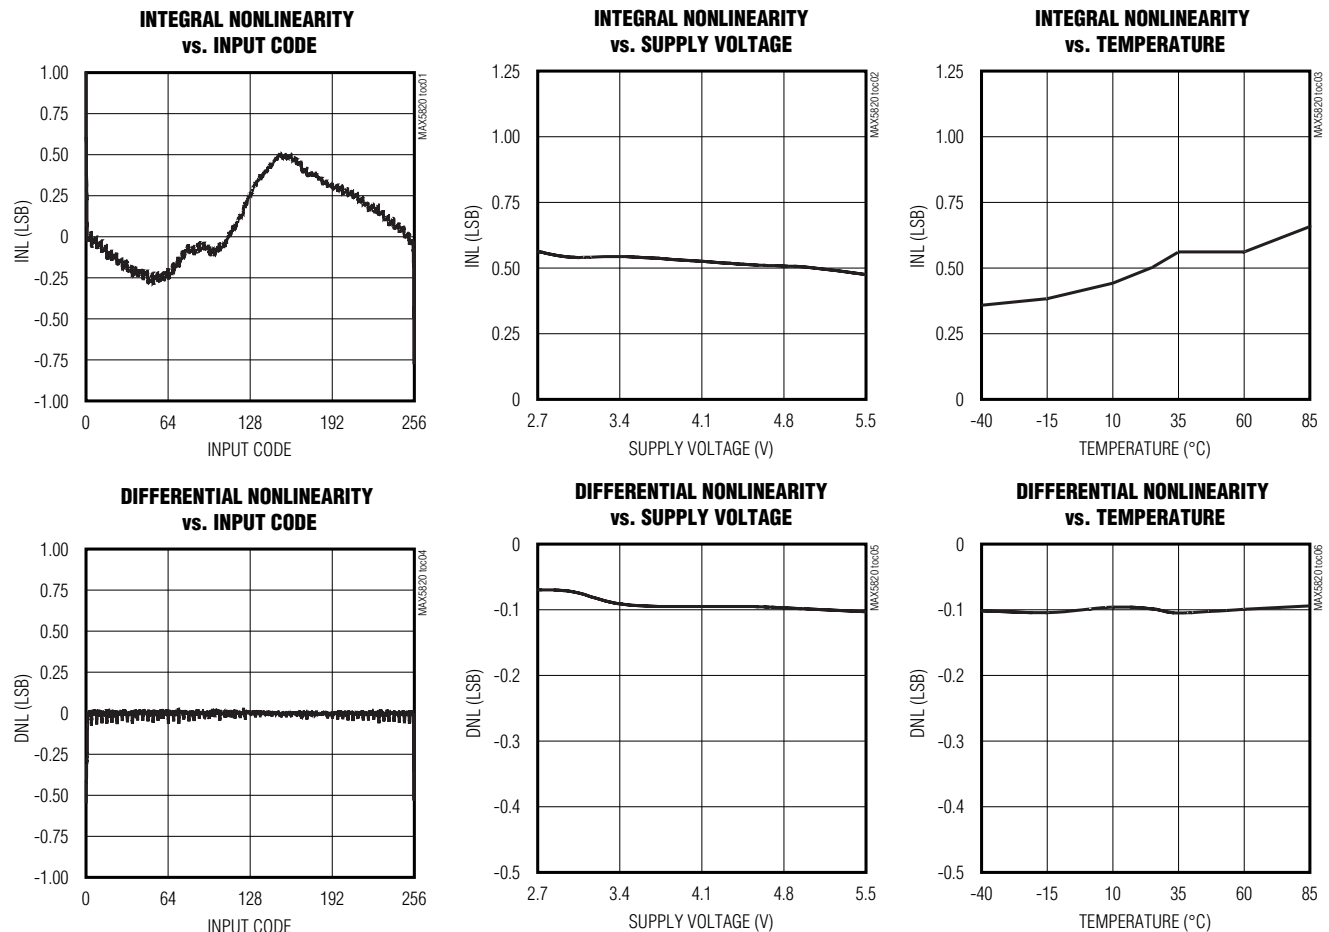 INTEGRAL NONLINEARITY
vs. INPUT CODE
1.00
0.75
0.50
0.25
0
-0.25
-0.50
-0.75
-1.00
INL (LSB)
0 64 128 192 256
INPUT CODE
MAX5820 toc01
INTEGRAL NONLINEARITY
vs. SUPPLY VOLTAGE
1.25
1.00
0.75
0.50
0.25
0
INL (LSB)
2.7 3.4 4.1 4.8 5.5
SUPPLY VOLTAGE (V)
MAX5820 toc02
INTEGRAL NONLINEARITY
vs. TEMPERATURE
1.25
1.00
0.75
0.50
0.25
0
INL (LSB)
-40 -15 10 35 60 85
TEMPERATURE (°C)
MAX5820 toc03
DIFFERENTIAL NONLINEARITY
vs. INPUT CODE
1.00
0.75
0.50
0.25
0
-0.25
-0.50
-0.75
-1.00
DNL (LSB)
0 64 128 192 256
INPUT CODE
MAX5820 toc04
DIFFERENTIAL NONLINEARITY
vs. SUPPLY VOLTAGE
0
-0.1
-0.2
-0.3
-0.4
-0.5
DNL (LSB)
2.7 3.4 4.1 4.8 5.5
SUPPLY VOLTAGE (V)
MAX5820 toc05
DIFFERENTIAL NONLINEARITY
vs. TEMPERATURE
0
-0.1
-0.2
-0.3
-0.4
-0.5
DNL (LSB)
-40 -15 10 35 60 85
TEMPERATURE (°C)
MAX5820 toc06